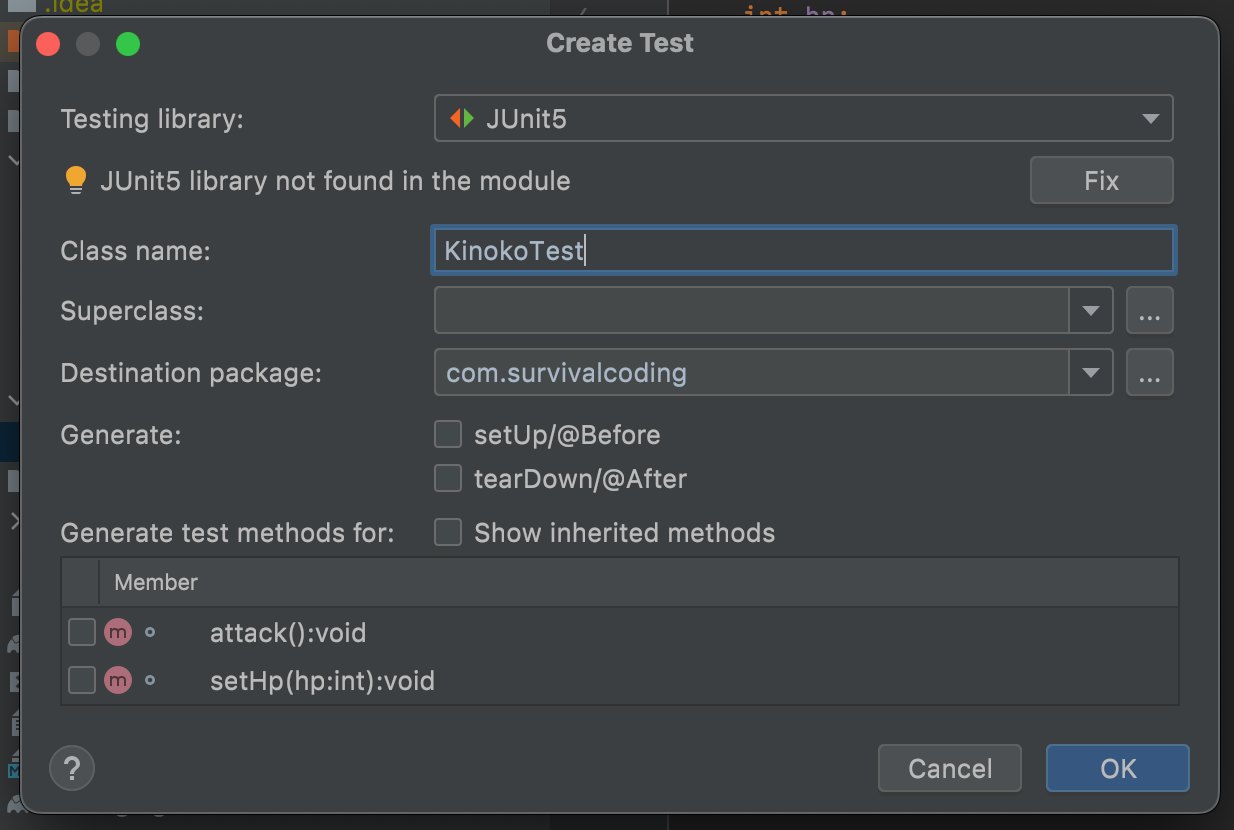 .idea
int hp;
Create Test
Testing library:
JUnit5
JUnit5 library not found in the module
Fix
Class name:
KinokoTest
Superclass:
...
Destination package:
com.survivalcoding
...
Generate:
setUp/@Before
tearDown/@After
Generate test methods for:
Show inherited methods
Member
m
attack():void
m
setHp(hp:int):void
?
Cancel
OK